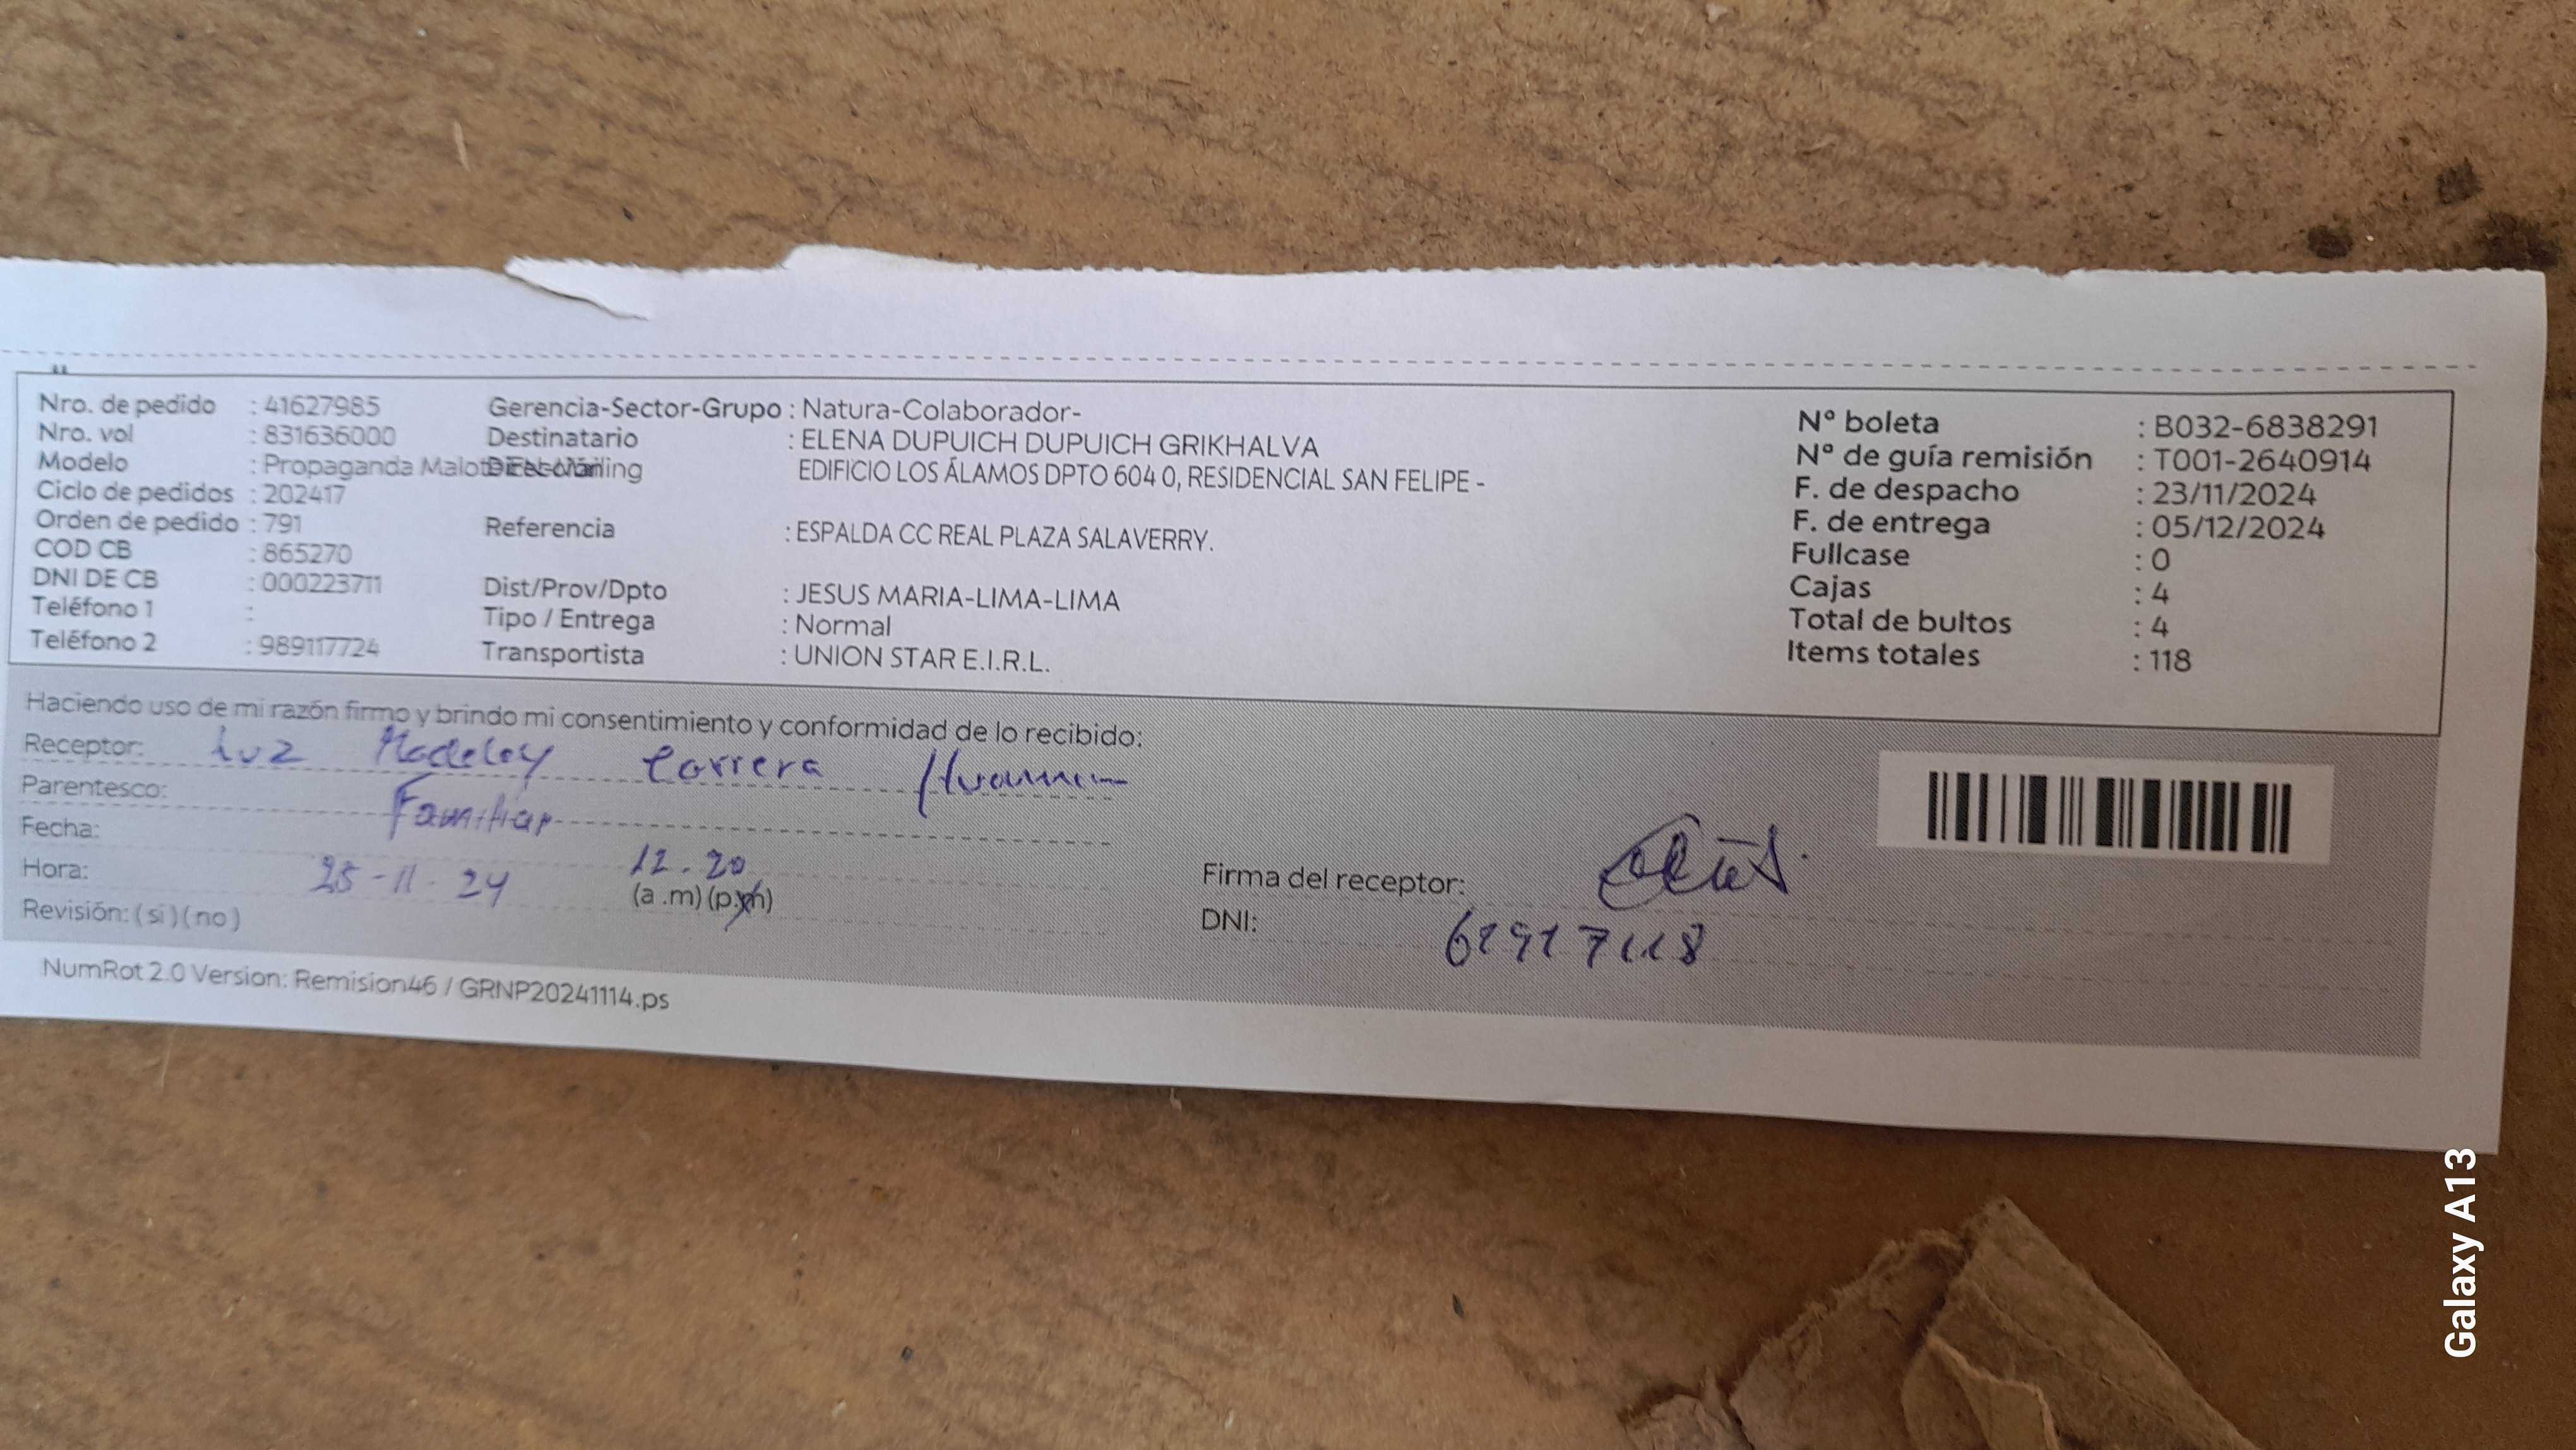 Nro. de pedido : 41627985
Nro. vol : 831636000
Modelo : Propaganda
Ciclo de pedidos : 202417
Orden de pedido : 791
COD CB : 865270
DNI DE CB : 000223711
Teléfono 1 :
Teléfono 2 : 989117724
Gerencia-Sector-Grupo : Natura-Colaborador-
Destinatario : ELENA DUPUICH DUPUICH GRIKHALVA
Dirección EDIFICIO LOS ÁLAMOS DPTO 604 0, RESIDENCIAL SAN FELIPE -
Referencia : ESPALDA CC REAL PLAZA SALAVERRY.
Dist/Prov/Dpto : JESUS MARIA-LIMA-LIMA
Tipo / Entrega : Normal
Transportista : UNION STAR E.I.R.L.
Nº boleta : B032-6838291
Nº de guía remisión : T001-2640914
F. de despacho : 23/11/2024
F. de entrega : 05/12/2024
Fullcase : 0
Cajas : 4
Total de bultos : 4
Items totales : 118
Haciendo uso de mi razón firmo y brindo mi consentimiento y conformidad de lo recibido:
Receptor: Luz
Parentesco: Familiar
Fecha: 25-11-24
Hora: 12.20
(a .m) (p.m)
Revisión: ( si ) ( no )
Firma del receptor:
DNI:
NumRot 2.0 Version: Remision46 / GRNP20241114.ps
Galaxy A13